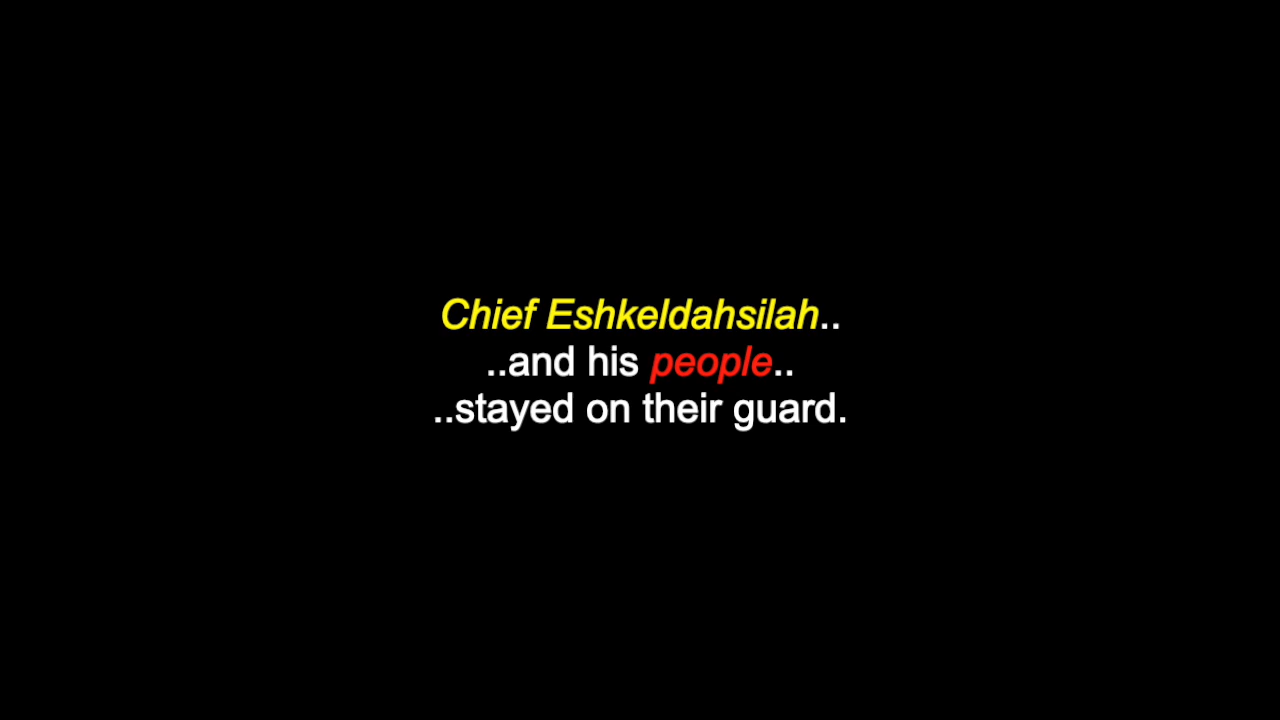 Chief Eshkeldahsilah..
..and his people..
..stayed on their guard.